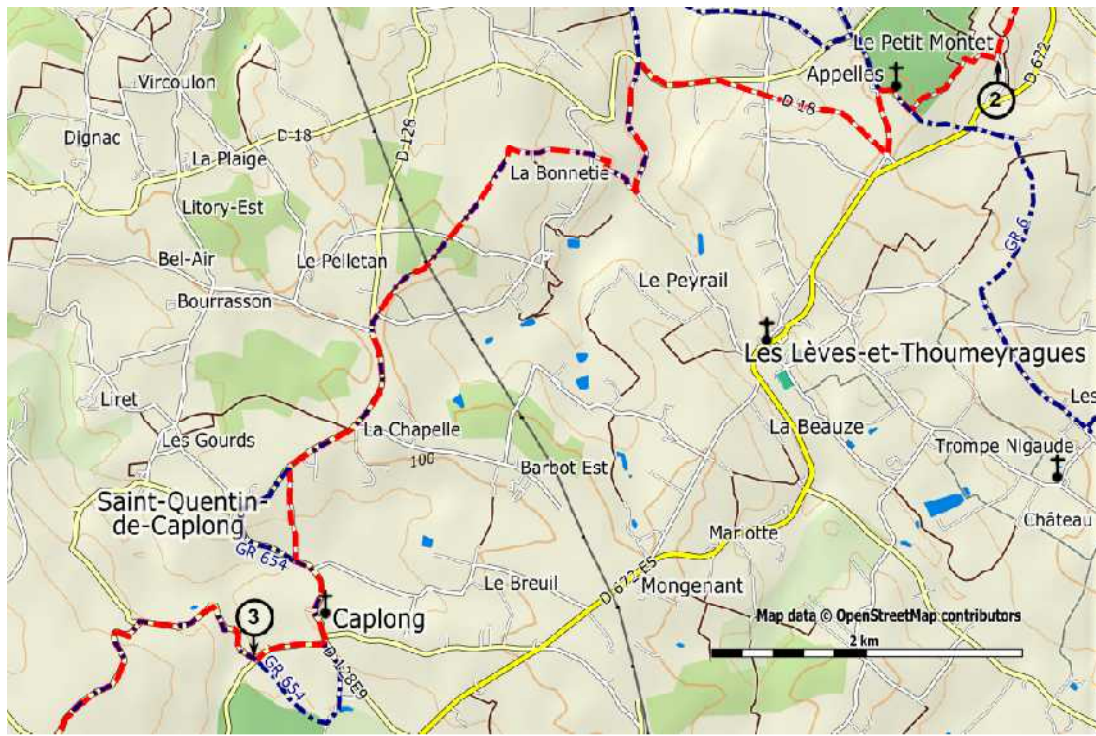 Le Petit Montet
Appelles
2
D 672
Vircoulon
D 18
Dignac
D 18
D 128
La Plaige
La Bonnetie
Litory-Est
GR 6
Bel-Air
Le Pelletan
Le Peyrail
Bourrasson
Les Lèves-et-Thoumeyragues
Liret
Les
La Chapelle
La Beauze
Les Gourds
Trompe Nigaude
100
Barbot Est
Saint-Quentin-
de-Caplong
Château
Mariotte
GR 654
D 672 E5
Le Breuil
Mongenant
3
Caplong
Map data © OpenStreetMap contributors
2 km
GR 654
D 128E9